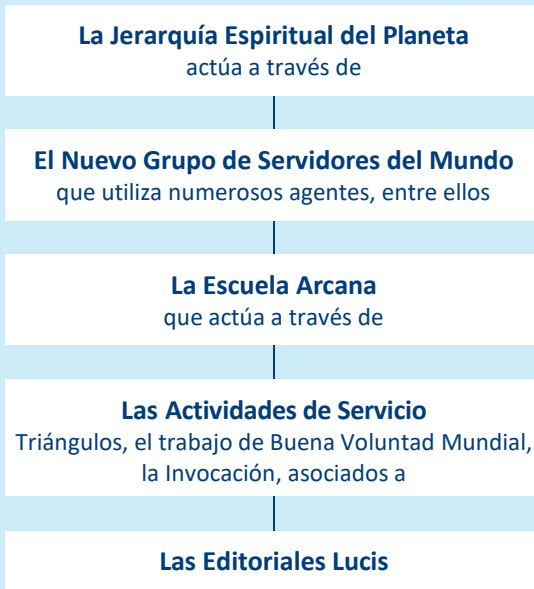 La Jerarquía Espiritual del Planeta
actúa a través de
El Nuevo Grupo de Servidores del Mundo
que utiliza numerosos agentes, entre ellos
La Escuela Arcana
que actúa a través de
Las Actividades de Servicio
Triángulos, el trabajo de Buena Voluntad Mundial,
la Invocación, asociados a
Las Editoriales Lucis